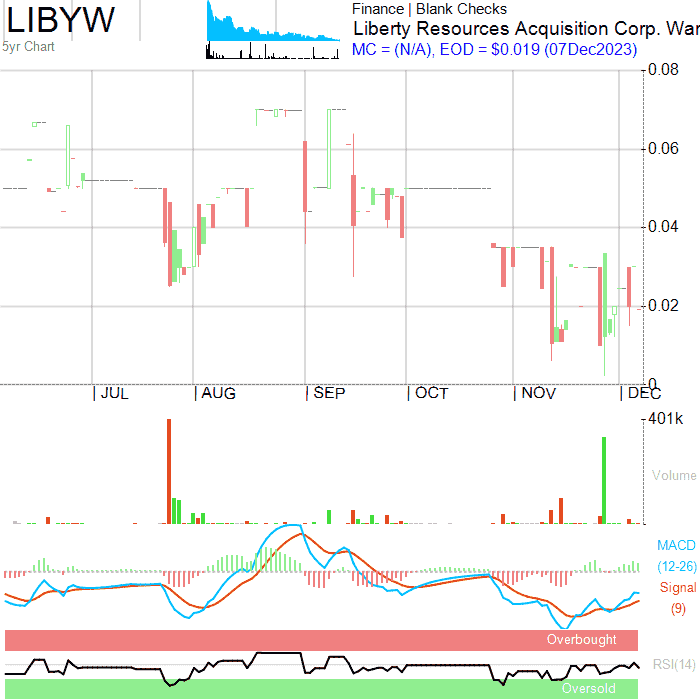 LIBYW
5yr Chart
Finance | Blank Checks
Liberty Resources Acquisition Corp. War
MC = (N/A), EOD = $0.019 (07Dec2023)
0.08
0.06
0.04
0.02
0
JUL AUG SEP OCT NOV DEC
401k
Volume
MACD
(12-26)
Signal
(9)
Overbought
RSI(14)
Oversold